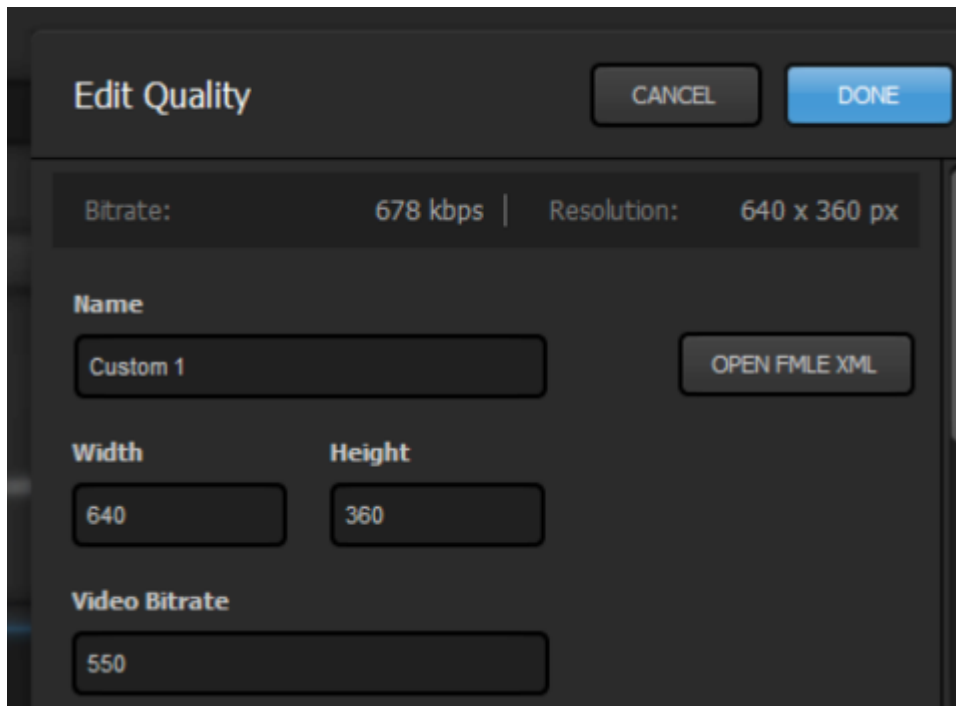 Edit Quality CANCEL DONE
Bitrate: 678 kbps | Resolution: 640 x 360 px
Name
Custom 1 OPEN FMLE XML
Width Height
640 360
Video Bitrate
550